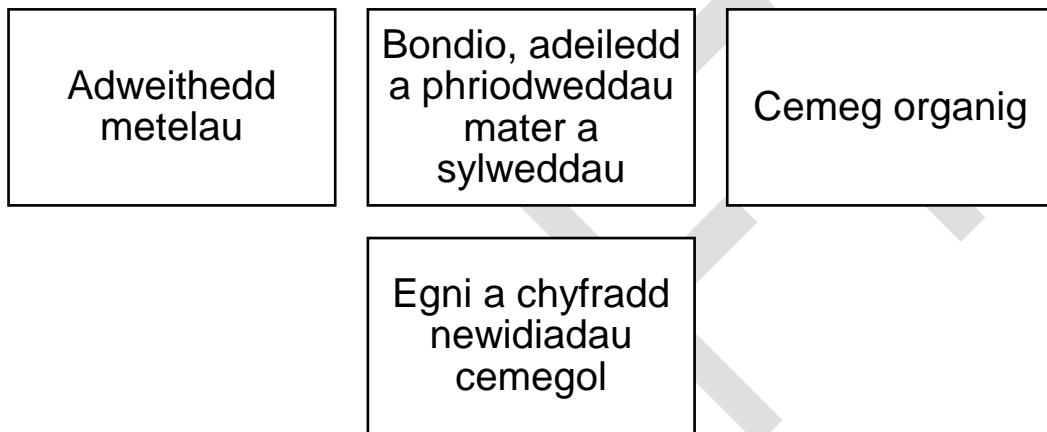 Adweithedd
metelau
Bondio, adeiledd
a phriodweddau
mater a
sylweddau
Cemeg organig
Egni a chyfradd
newidiadau
cemegol